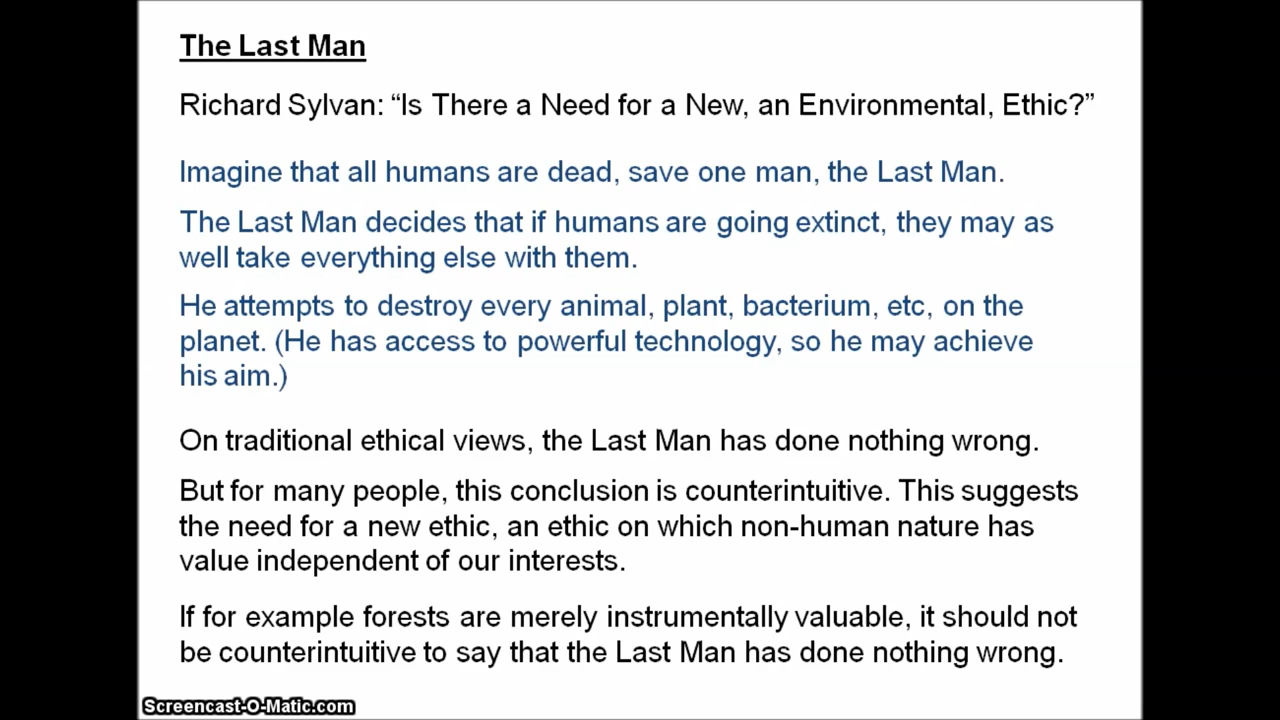 The Last Man
Richard Sylvan: “Is There a Need for a New, an Environmental, Ethic?”
Imagine that all humans are dead, save one man, the Last Man.
The Last Man decides that if humans are going extinct, they may as
well take everything else with them.
He attempts to destroy every animal, plant, bacterium, etc, on the
planet. (He has access to powerful technology, so he may achieve
his aim.)
On traditional ethical views, the Last Man has done nothing wrong.
But for many people, this conclusion is counterintuitive. This suggests
the need for a new ethic, an ethic on which non-human nature has
value independent of our interests.
If for example forests are merely instrumentally valuable, it should not
be counterintuitive to say that the Last Man has done nothing wrong.
Screencast-O-Matic.com